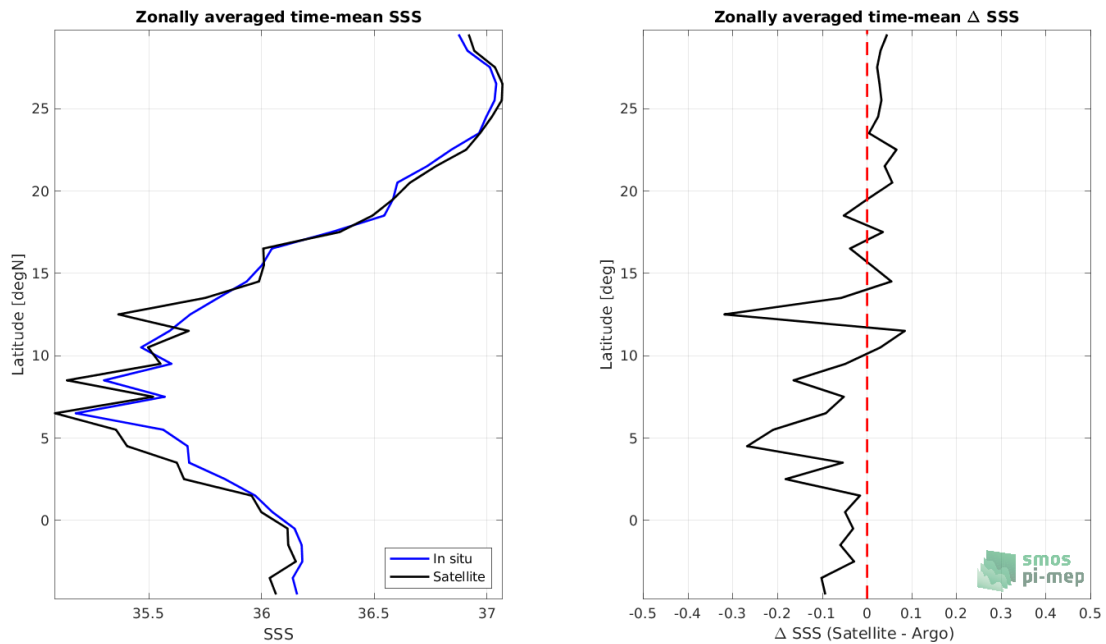 Zonally averaged time-mean SSS
Latitude [degN]
25
20
15
10
5
0
35.5 36 36.5 37
SSS
In situ
Satellite
Zonally averaged time-mean Δ SSS
Latitude [deg]
25
20
15
10
5
0
-0.5 -0.4 -0.3 -0.2 -0.1 0 0.1 0.2 0.3 0.4 0.5
Δ SSS (Satellite - Argo)
smos
pi-mep